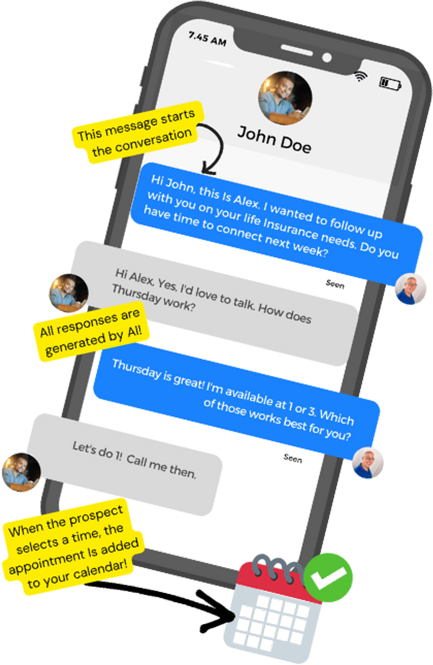 7.45 AM
John Doe
This message starts
the conversation
Hi John, this Is Alex. I wanted to follow up
with you on your life Insurance needs. Do you
have time to connect next week?
Seen
Hi Alex, Yes, I'd love to talk. How does
Thursday work?
All responses are
generated by AI!
Thursday is great! I'm available at 1 or 3. Which
of those works best for you?
Seen
Let's do 1! Call me then.
When the prospect
selects a time, the
appointment Is added
to your calendar!